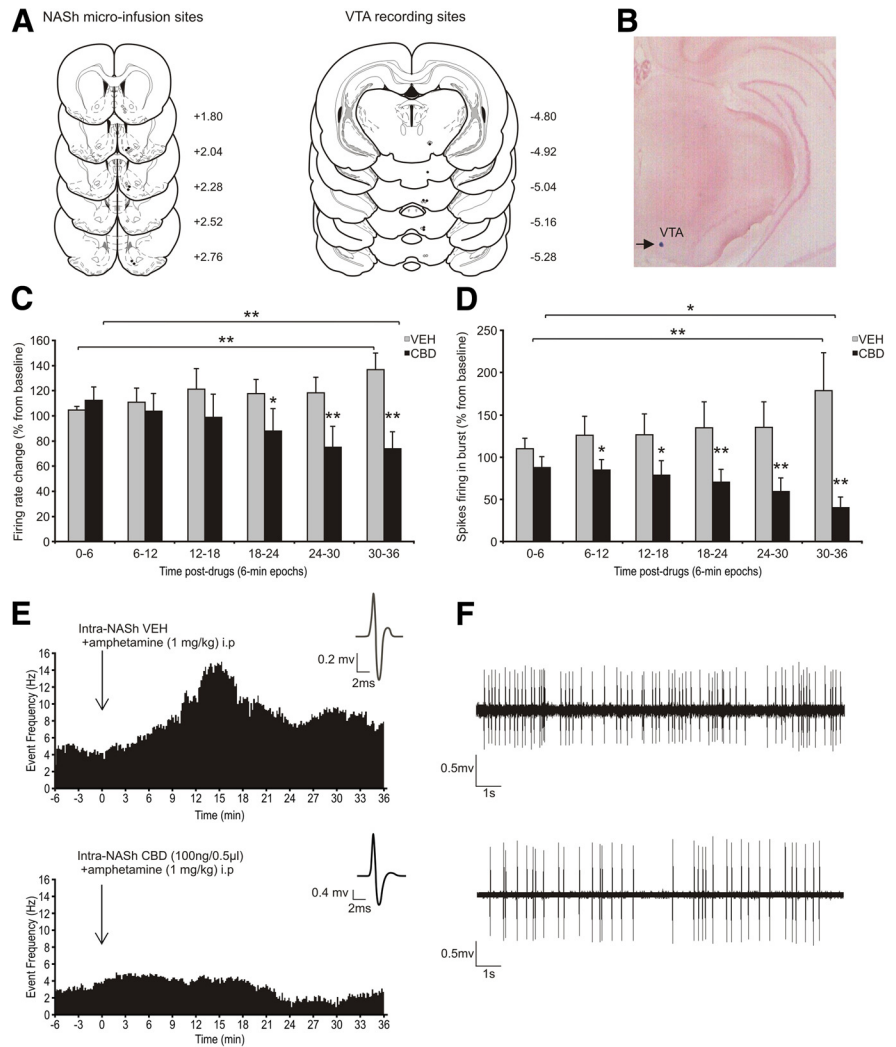 A
NASh micro-infusion sites
VTA recording sites
+1.80
+2.04
+2.28
+2.52
+2.76
-4.80
-4.92
-5.04
-5.16
-5.28
B
VTA
C
**
**
VEH
CBD
*
**
**
Firing rate change (% from baseline)
160
140
120
100
80
60
40
20
0
0-6
6-12
12-18
18-24
24-30
30-36
Time post-drugs (6-min epochs)
D
*
**
VEH
CBD
*
*
**
**
**
Spikes firing in burst (% from baseline)
250
200
150
100
50
0
0-6
6-12
12-18
18-24
24-30
30-36
Time post-drugs (6-min epochs)
E
Intra-NASh VEH
+amphetamine (1 mg/kg) i.p
0.2 mv
2ms
Event Frequency (Hz)
16
14
12
10
8
6
4
2
0
-6 -3 0 3 6 9 12 15 18 21 24 27 30 33 36
Time (min)
Intra-NASh CBD (100ng/0.5µl)
+amphetamine (1 mg/kg) i.p
0.4 mv
2ms
Event Frequency (Hz)
16
14
12
10
8
6
4
2
0
-6 -3 0 3 6 9 12 15 18 21 24 27 30 33 36
Time (min)
F
0.5mv
1s
0.5mv
1s